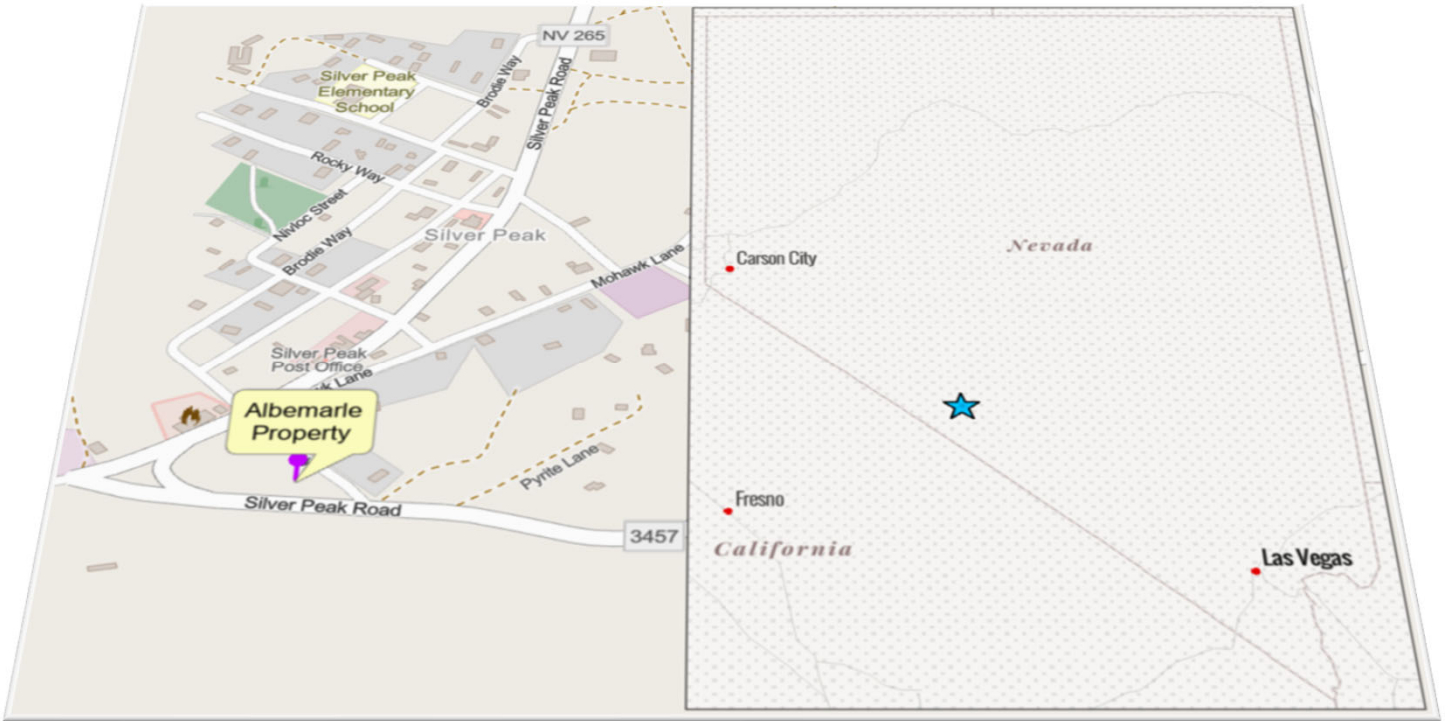 NV 265
Silver Peak
Elementary
School
Brodie Way
Silver Peak Road
Rocky Way
Nivloc Street
Brodie Way
Silver Peak
Mohawk Lane
Silver Peak
Post Office
k Lane
Albemarle
Property
Pyrite Lane
Silver Peak Road
3457
Carson City
Nevada
Fresno
California
Las Vegas